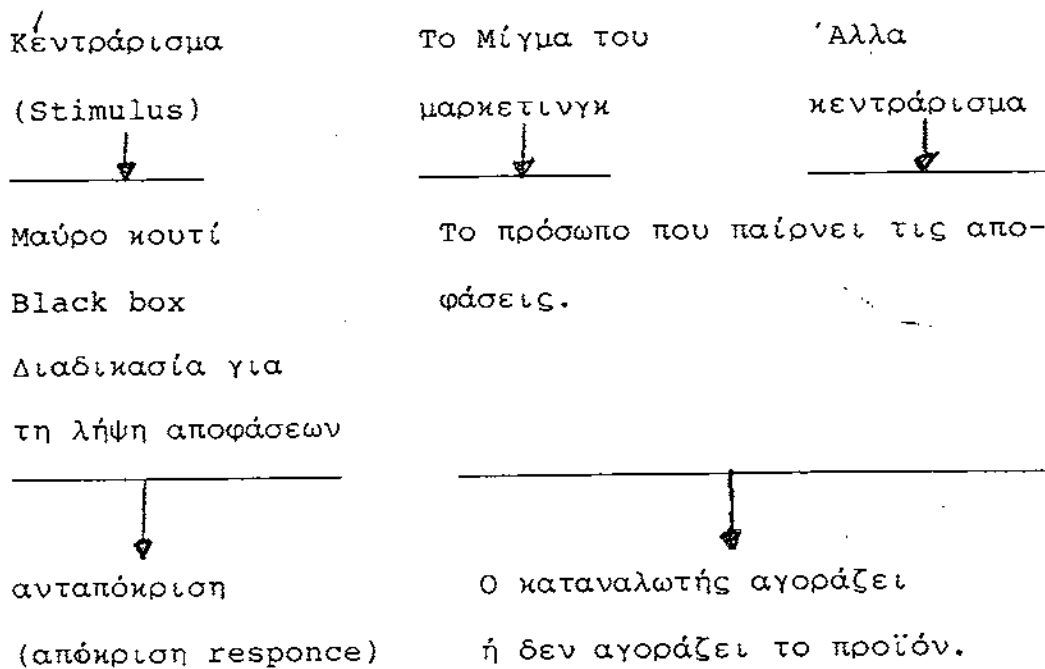 Κέντράρισμα
(Stimulus)
Το Μίγμα του
μαρκετινγκ
Άλλα
κεντράρισμα
Μαύρο κουτί
Black box
Διαδικασία για
τη λήψη αποφάσεων
Το πρόσωπο που παίρνει τις απο-
φάσεις.
ανταπόκριση
(απόκριση responce)
Ο καταναλωτής αγοράζει
ή δεν αγοράζει το προϊόν.